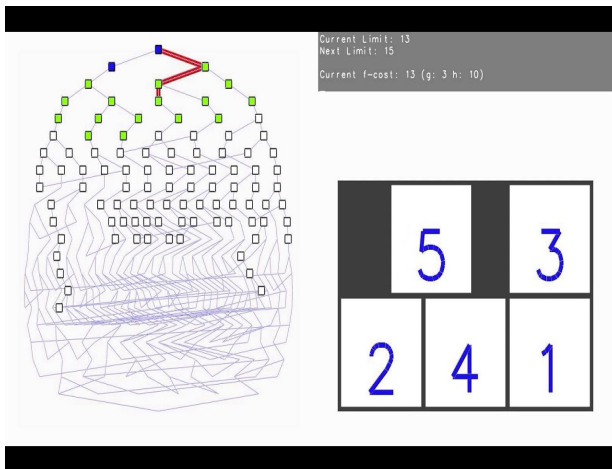 Current Limit: 13
Next Limit: 15
Current f-cost: 13 (g: 3 h: 10)
5 3
2 4 1